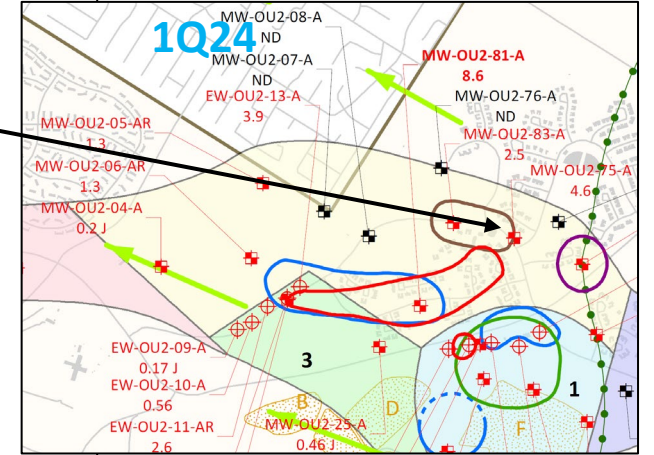 1Q24
MW-OU2-08-A
ND
MW-OU2-07-A
ND
EW-OU2-13-A
3.9
MW-OU2-81-A
8.6
MW-OU2-76-A
ND
MW-OU2-83-A
2.5
MW-OU2-75-A
4.6
MW-OU2-05-AR
1.3
MW-OU2-06-AR
1.3
MW-OU2-04-A
0.2 J
3
1
B
D
F
EW-OU2-09-A
0.17 J
EW-OU2-10-A
0.56
EW-OU2-11-AR
2.6
MW-OU2-25-A
0.46 J